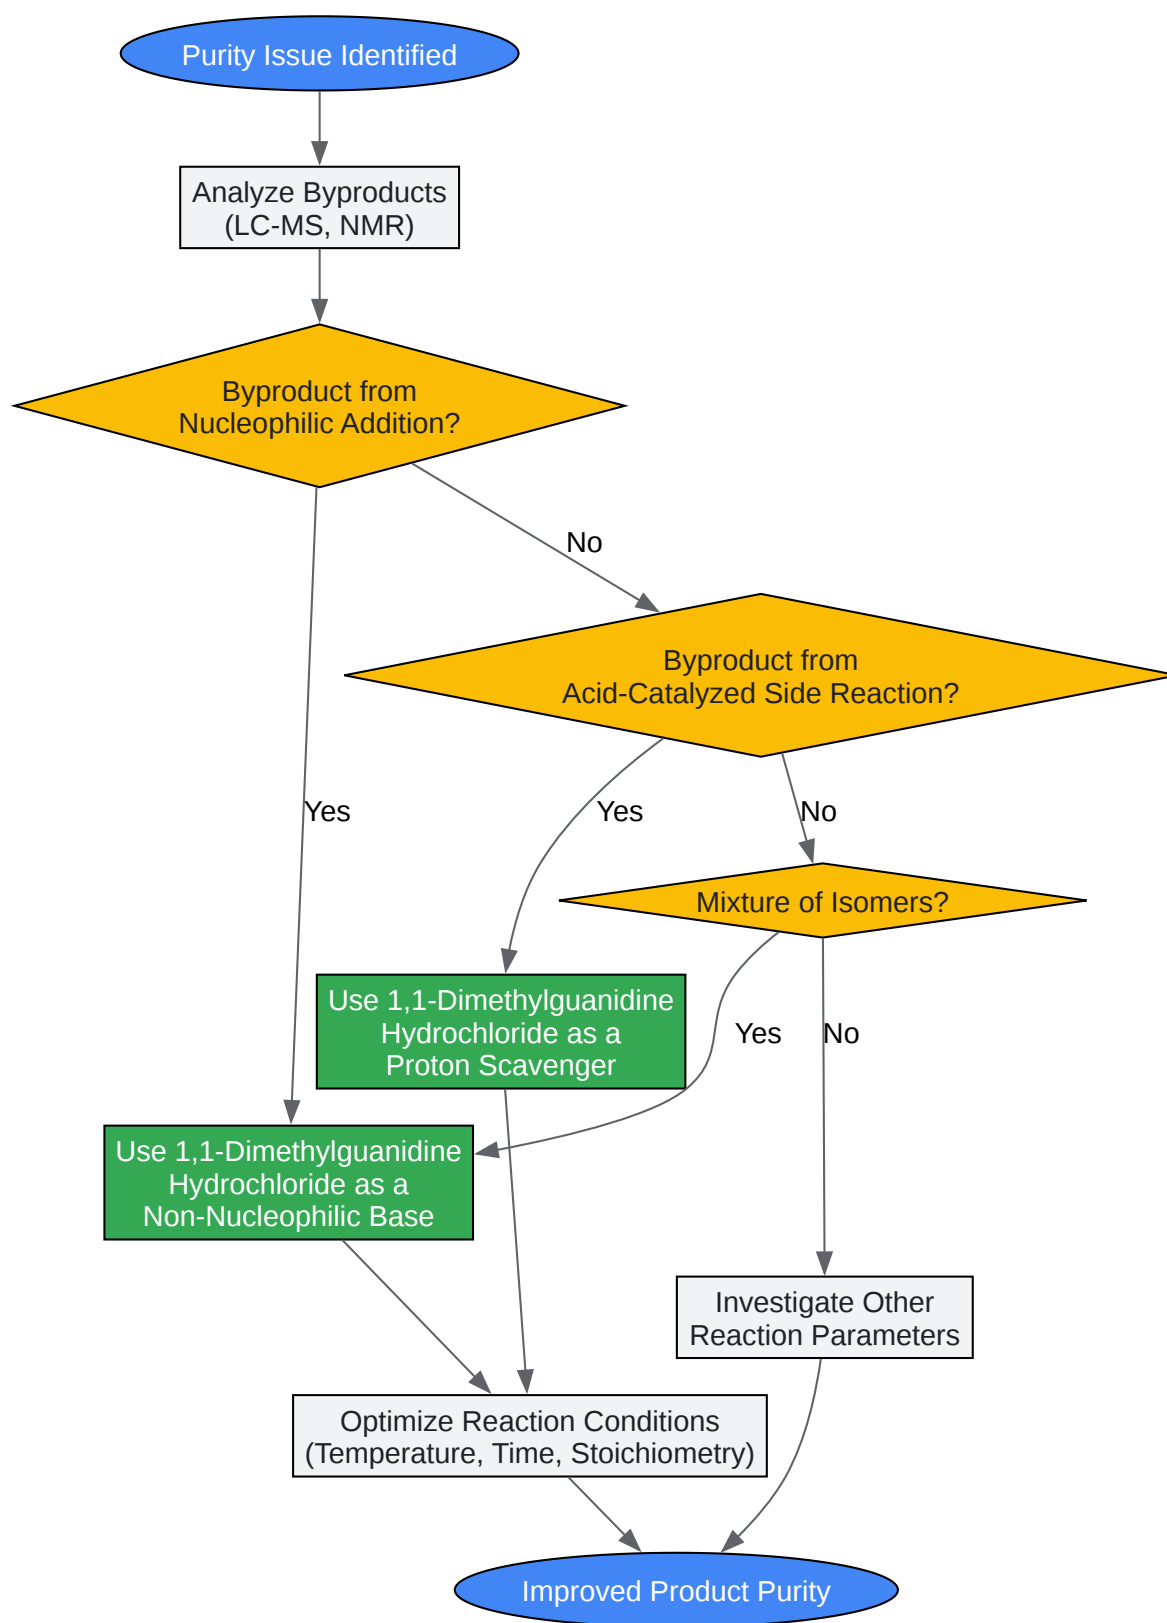 Purity Issue Identified
Analyze Byproducts
(LC-MS, NMR)
Byproduct from
Nucleophilic Addition?
No
Byproduct from
Acid-Catalyzed Side Reaction?
Yes
Yes
No
Mixture of Isomers?
Use 1,1-Dimethylguanidine
Hydrochloride as a
Proton Scavenger
Yes
No
Use 1,1-Dimethylguanidine
Hydrochloride as a
Non-Nucleophilic Base
Investigate Other
Reaction Parameters
Optimize Reaction Conditions
(Temperature, Time, Stoichiometry)
Improved Product Purity